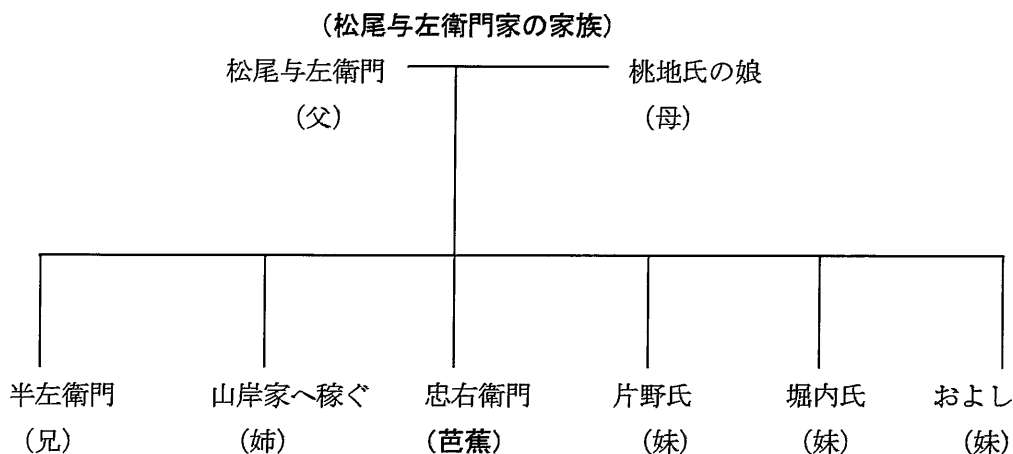 (松尾与左衛門家の家族)
松尾与左衛門 桃地氏の娘
(父) (母)
半左衛門 山岸家へ稼ぐ 忠右衛門 片野氏 堀内氏 およし
(兄) (姉) (芭蕉) (妹) (妹) (妹)